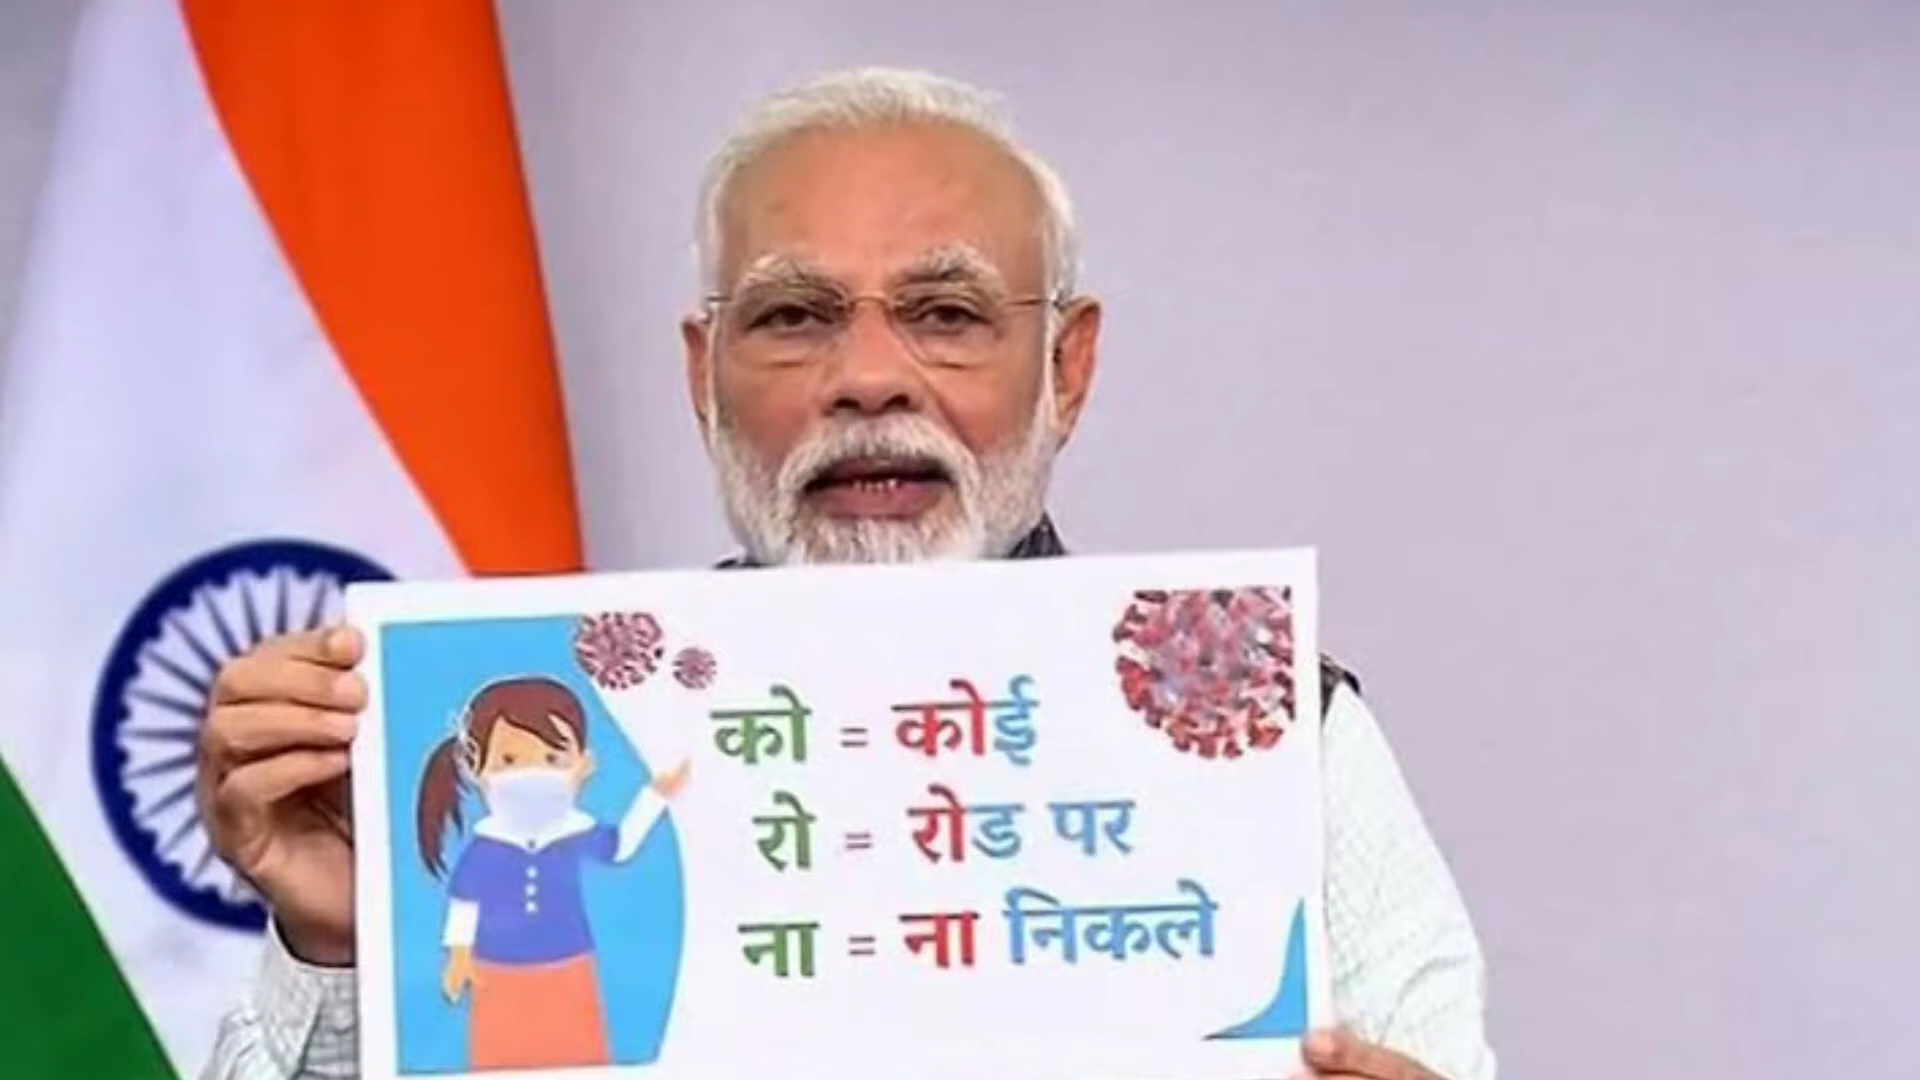 को = कोई
रो = रोड पर
ना = ना निकले